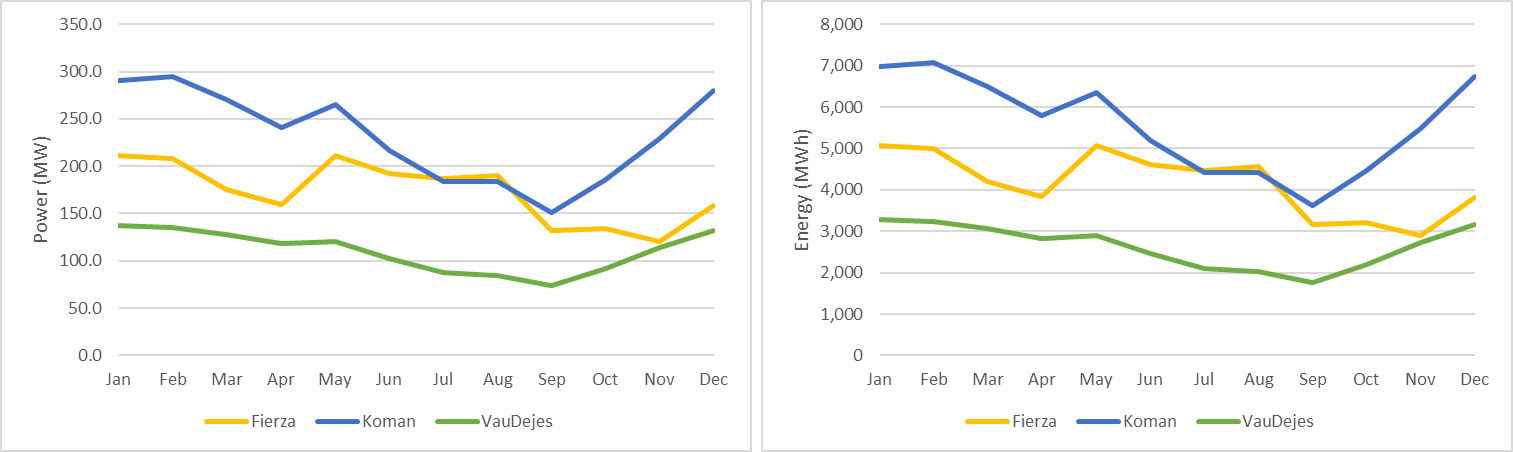 350.0
300.0
250.0
200.0
150.0
100.0
50.0
0.0
Power (MW)
Jan Feb Mar Apr May Jun Jul Aug Sep Oct Nov Dec
Fierza Koman VauDejes
8,000
7,000
6,000
5,000
4,000
3,000
2,000
1,000
0
Energy (MWh)
Jan Feb Mar Apr May Jun Jul Aug Sep Oct Nov Dec
Fierza Koman VauDejes